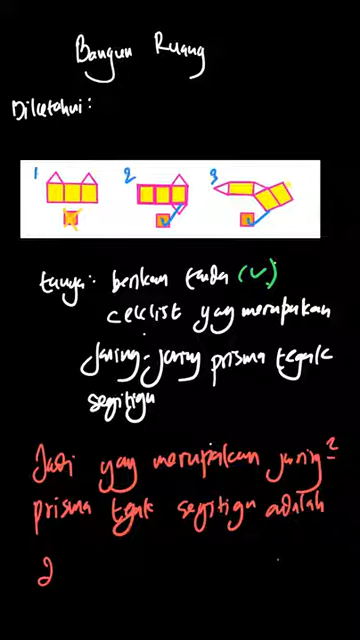 Bangun Ruang
Diketahui:
1 2 3
tanya: berikan tanda (✓)
ceklist yang merupakan
jaring-jaring prisma tegak
segitiga
Jadi yang merupakan jaring²
prisma tegak segitiga adalah
2